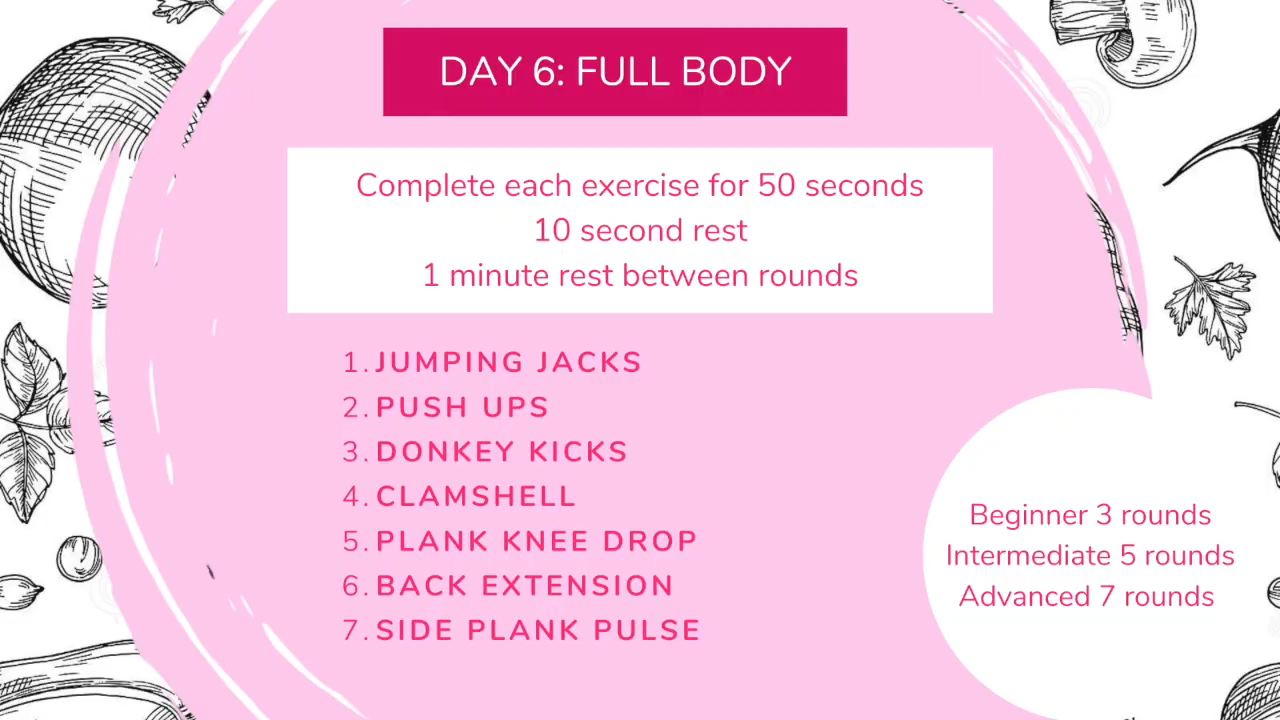 DAY 6: FULL BODY
Complete each exercise for 50 seconds
10 second rest
1 minute rest between rounds
1. JUMPING JACKS
2. PUSH UPS
3. DONKEY KICKS
4. CLAMSHELL
5. PLANK KNEE DROP
6. BACK EXTENSION
7. SIDE PLANK PULSE
Beginner 3 rounds
Intermediate 5 rounds
Advanced 7 rounds